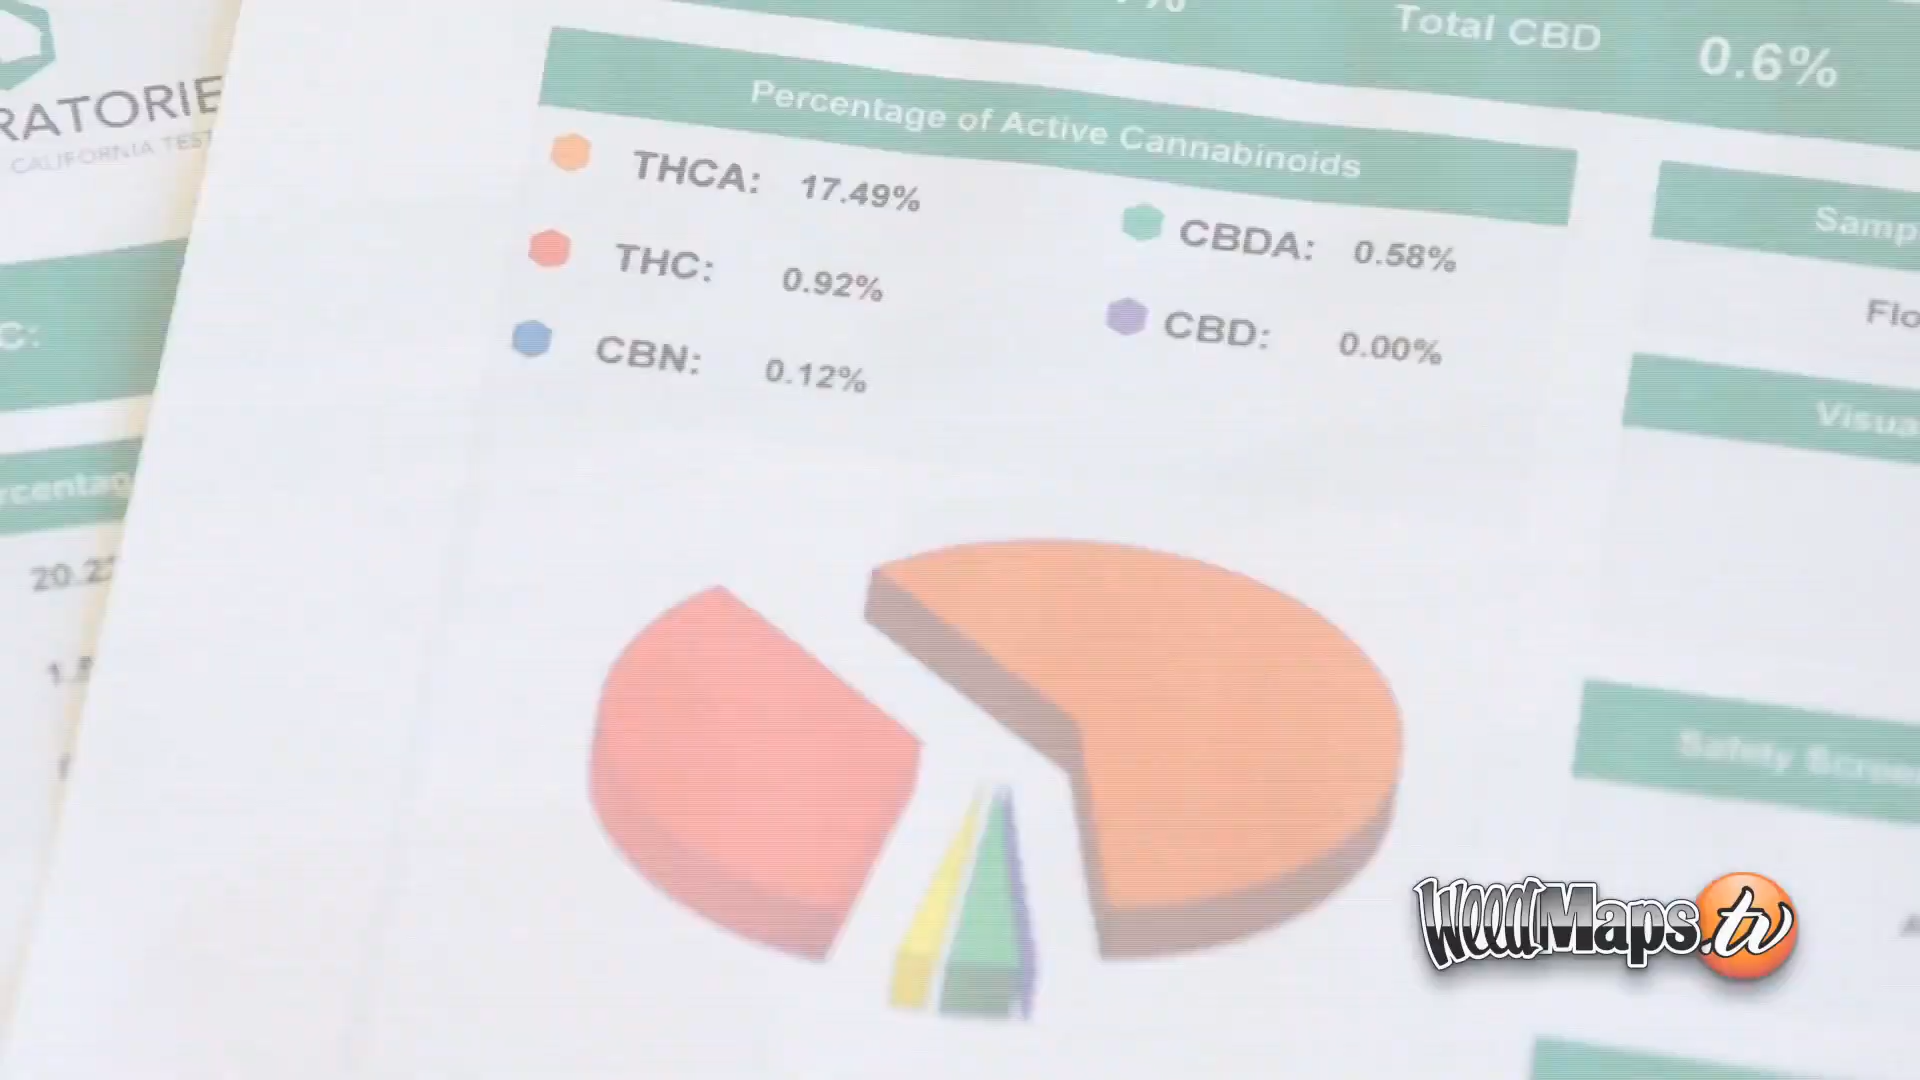 Total CBD 0.6%
RATORIE
CALIFORNIA TEST
Percentage of Active Cannabinoids
THCA: 17.49%
CBDA: 0.58%
THC: 0.92%
CBD: 0.00%
CBN: 0.12%
C:
rcentag
20.2
Samp
Flo
Visua
Safety Scree
WeedMaps.tv